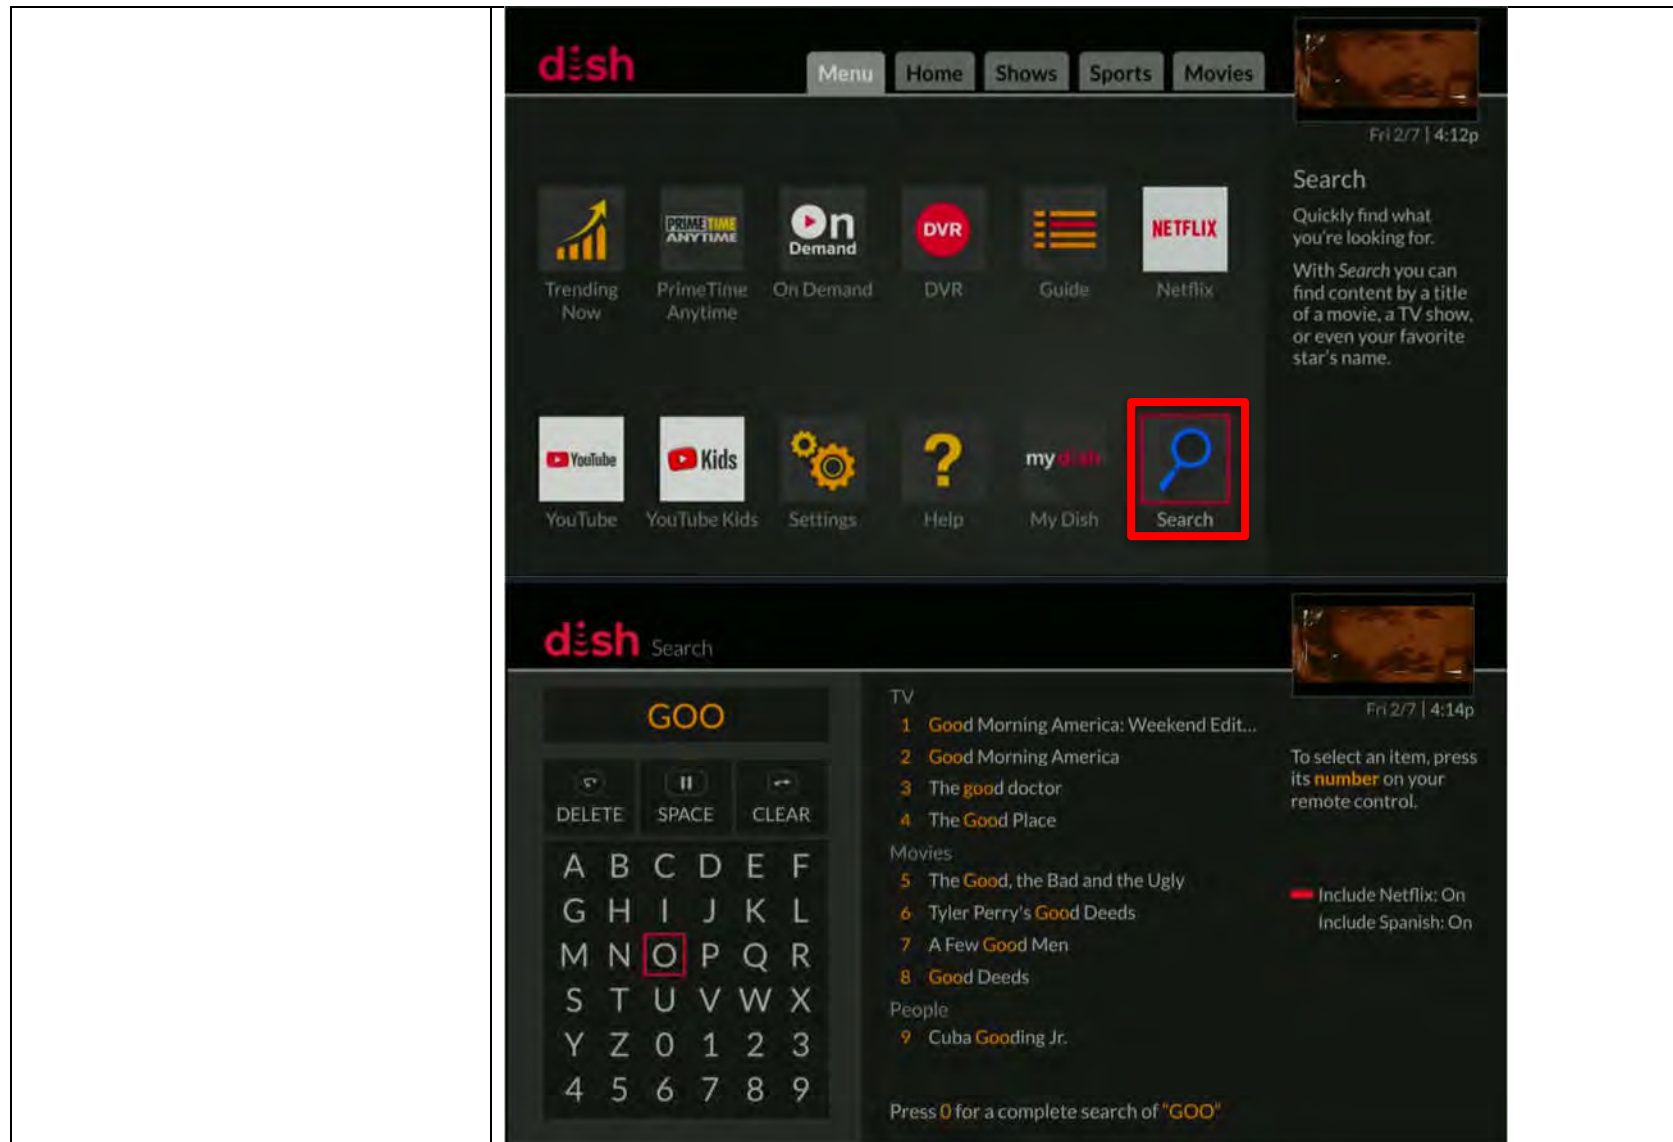 dish
Menu Home Shows Sports Movies
Fri 2/7 | 4:12p
Search
Quickly find what
you're looking for.
With Search you can
find content by a title
of a movie, a TV show,
or even your favorite
star's name.
PRIMETIME
ANYTIME
On
Demand
DVR
NETFLIX
Trending
Now
PrimeTime
Anytime
On Demand
DVR
Guide
Netflix
YouTube
Kids
?
my dish
YouTube
YouTube Kids
Settings
Help
My Dish
Search
dish Search
Fri 2/7 | 4:14p
GOO
DELETE SPACE CLEAR
A B C D E F
G H I J K L
M N O P Q R
S T U V W X
Y Z 0 1 2 3
4 5 6 7 8 9
TV
1 Good Morning America: Weekend Edit...
2 Good Morning America
3 The good doctor
4 The Good Place
Movies
5 The Good, the Bad and the Ugly
6 Tyler Perry's Good Deeds
7 A Few Good Men
8 Good Deeds
People
9 Cuba Gooding Jr.
Press 0 for a complete search of "GOO"
To select an item, press
its number on your
remote control.
Include Netflix: On
Include Spanish: On